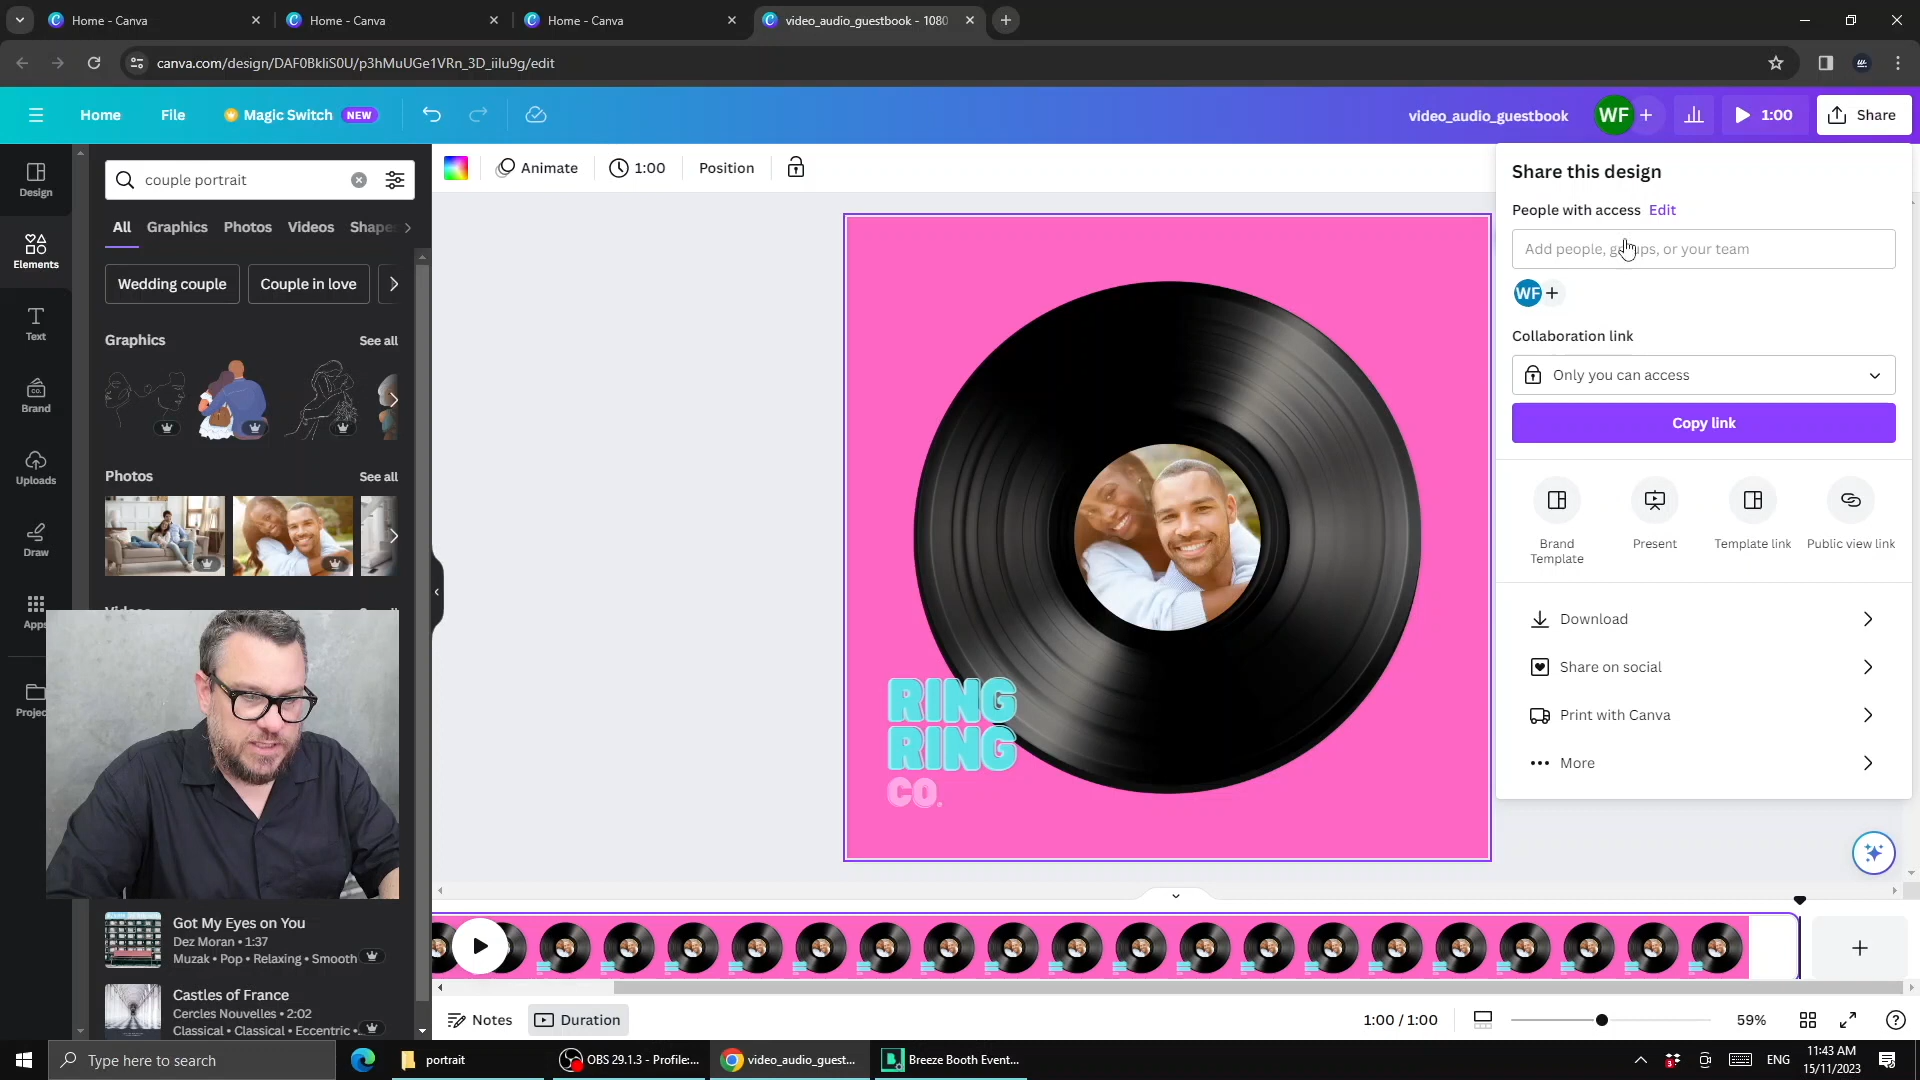 Home - Canva
Home - Canva
Home - Canva
video_audio_guestbook - 1080
canva.com/design/DAF0BkIiS0U/p3hMuUGe1VRn_3D_iiIu9g/edit
Home
File
Magic Switch
NEW
video_audio_guestbook
WF
1:00
Share
Design
Elements
Text
Brand
Uploads
Draw
Apps
couple portrait
All
Graphics
Photos
Videos
Wedding couple
Couple in love
Graphics
See all
Photos
See all
Got My Eyes on You
Dez Moran • 1:37
Muzak • Pop • Relaxing • Smooth
Castles of France
Cercles Nouvelles • 2:02
Classical • Classical • Eccentric •
Animate
1:00
Position
RING
RING
CO.
Share this design
People with access
Edit
Add people, groups, or your team
WF
Collaboration link
Only you can access
Copy link
Brand
Template
Present
Template link
Public view link
Download
Share on social
Print with Canva
More
Notes
Duration
1:00 / 1:00
59%
Type here to search
portrait
OBS 29.1.3 - Profile:...
video_audio_guest...
Breeze Booth Event...
ENG
11:43 AM
15/11/2023